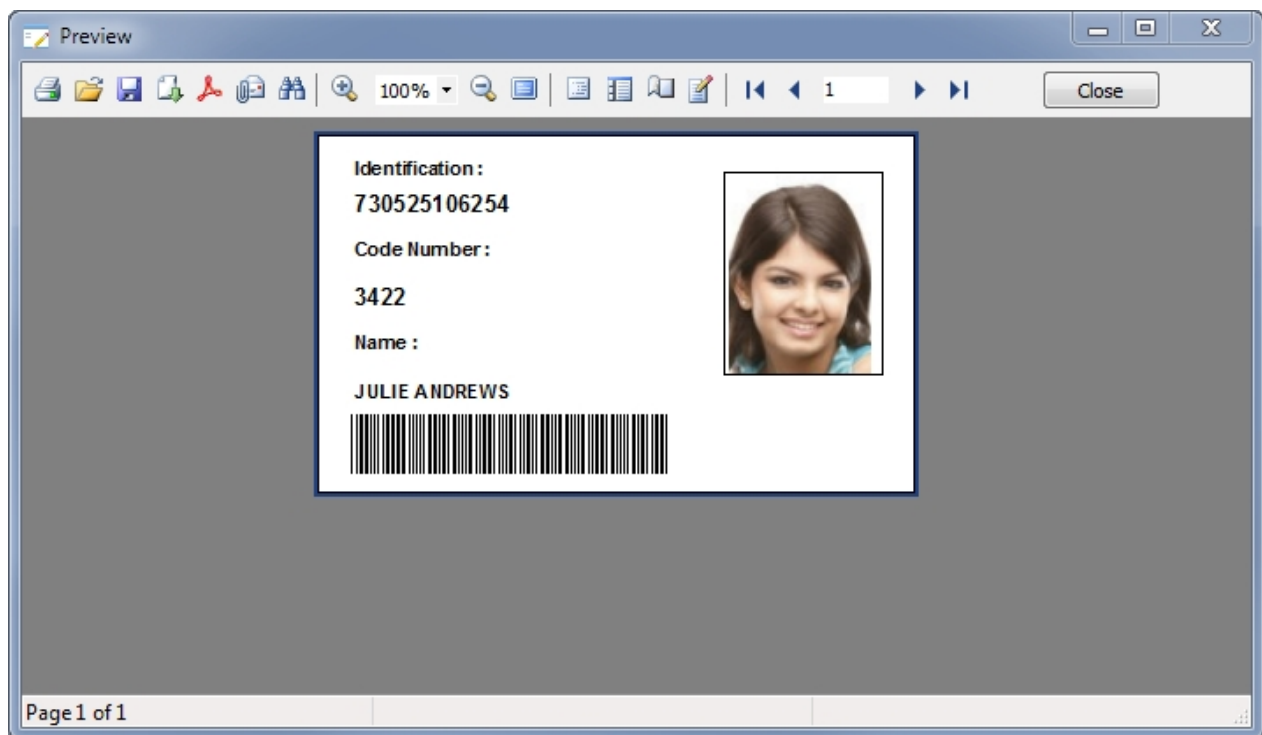 Preview
100%
1
Close
Identification :
730525106254
Code Number :
3422
Name :
JULIE ANDREWS
Page 1 of 1